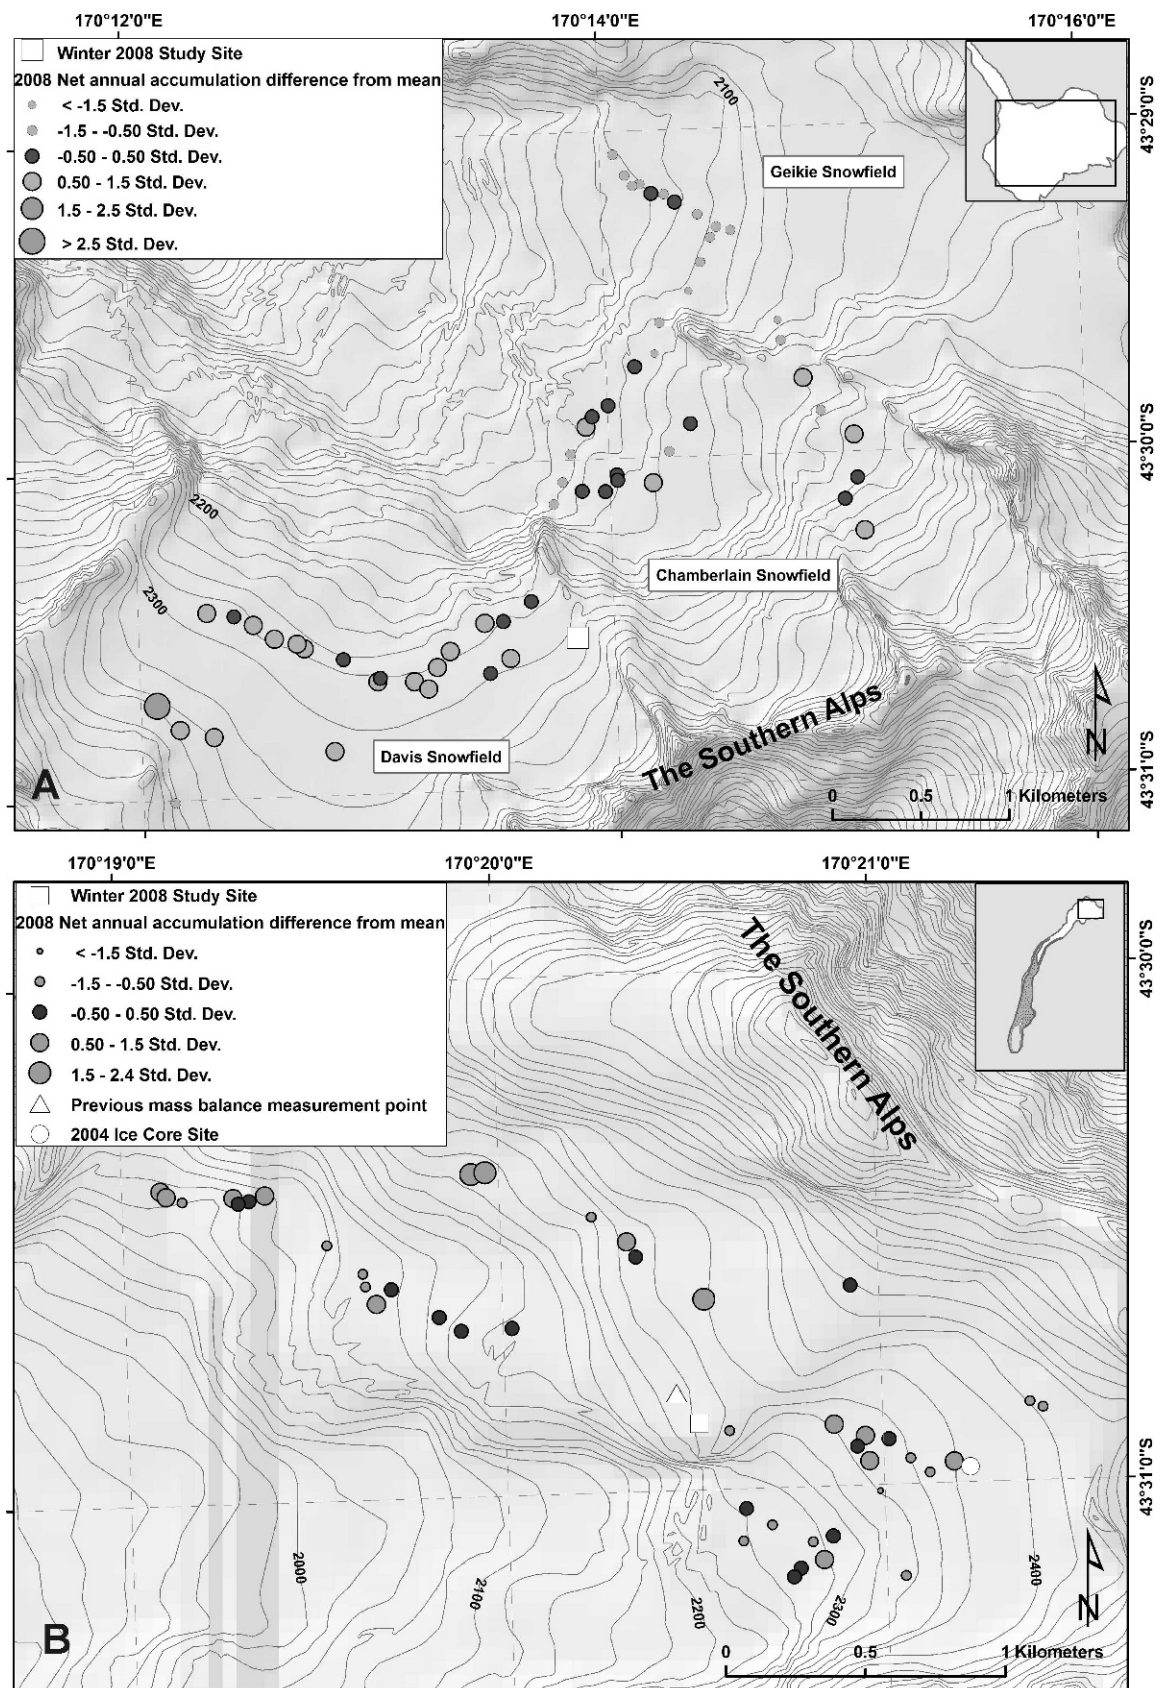 170°12'0"E 170°14'0"E 170°16'0"E
Winter 2008 Study Site
2008 Net annual accumulation difference from mean
< -1.5 Std. Dev.
-1.5 - -0.50 Std. Dev.
-0.50 - 0.50 Std. Dev.
0.50 - 1.5 Std. Dev.
1.5 - 2.5 Std. Dev.
> 2.5 Std. Dev.
2100
43°29'0"S
Geikie Snowfield
43°30'0"S
2200
Chamberlain Snowfield
2300
The Southern Alps
Davis Snowfield
N
43°31'0"S
A
0 0.5 1 Kilometers
170°19'0"E 170°20'0"E 170°21'0"E
Winter 2008 Study Site
2008 Net annual accumulation difference from mean
< -1.5 Std. Dev.
-1.5 - -0.50 Std. Dev.
-0.50 - 0.50 Std. Dev.
0.50 - 1.5 Std. Dev.
1.5 - 2.4 Std. Dev.
Previous mass balance measurement point
2004 Ice Core Site
The Southern Alps
43°30'0"S
43°31'0"S
2000
2100
2200
2300
2400
N
B
0 0.5 1 Kilometers